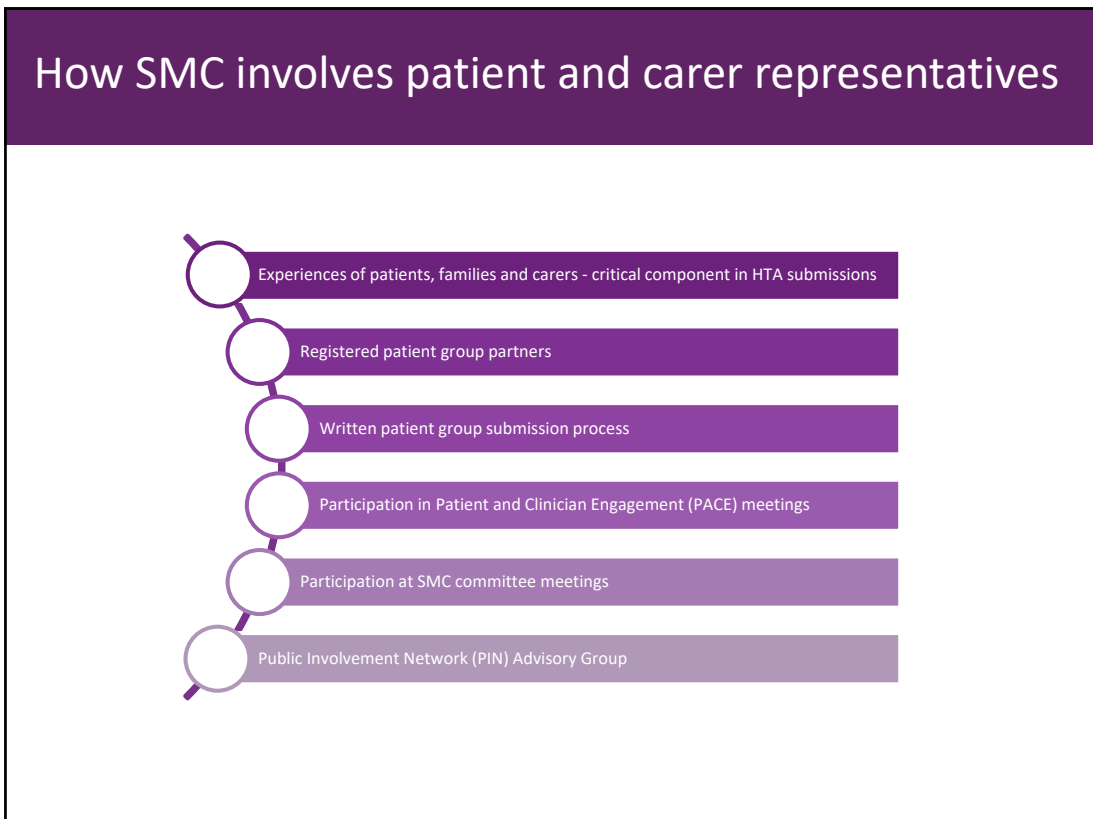 How SMC involves patient and carer representatives
Experiences of patients, families and carers - critical component in HTA submissions
Registered patient group partners
Written patient group submission process
Participation in Patient and Clinician Engagement (PACE) meetings
Participation at SMC committee meetings
Public Involvement Network (PIN) Advisory Group